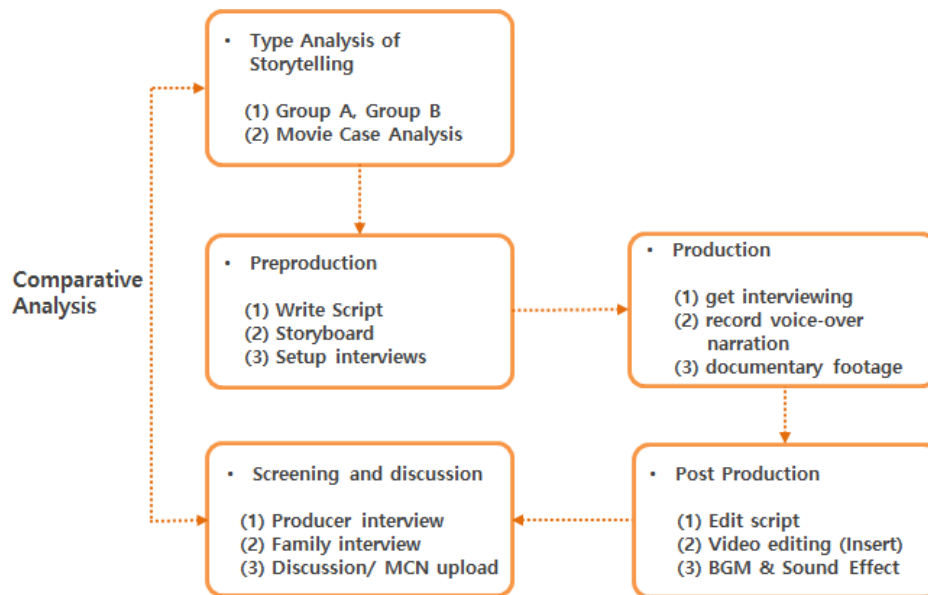 • Type Analysis of
Storytelling
(1) Group A, Group B
(2) Movie Case Analysis
Comparative
Analysis
• Preproduction
(1) Write Script
(2) Storyboard
(3) Setup interviews
• Production
(1) get interviewing
(2) record voice-over
narration
(3) documentary footage
• Screening and discussion
(1) Producer interview
(2) Family interview
(3) Discussion/ MCN upload
• Post Production
(1) Edit script
(2) Video editing (Insert)
(3) BGM & Sound Effect